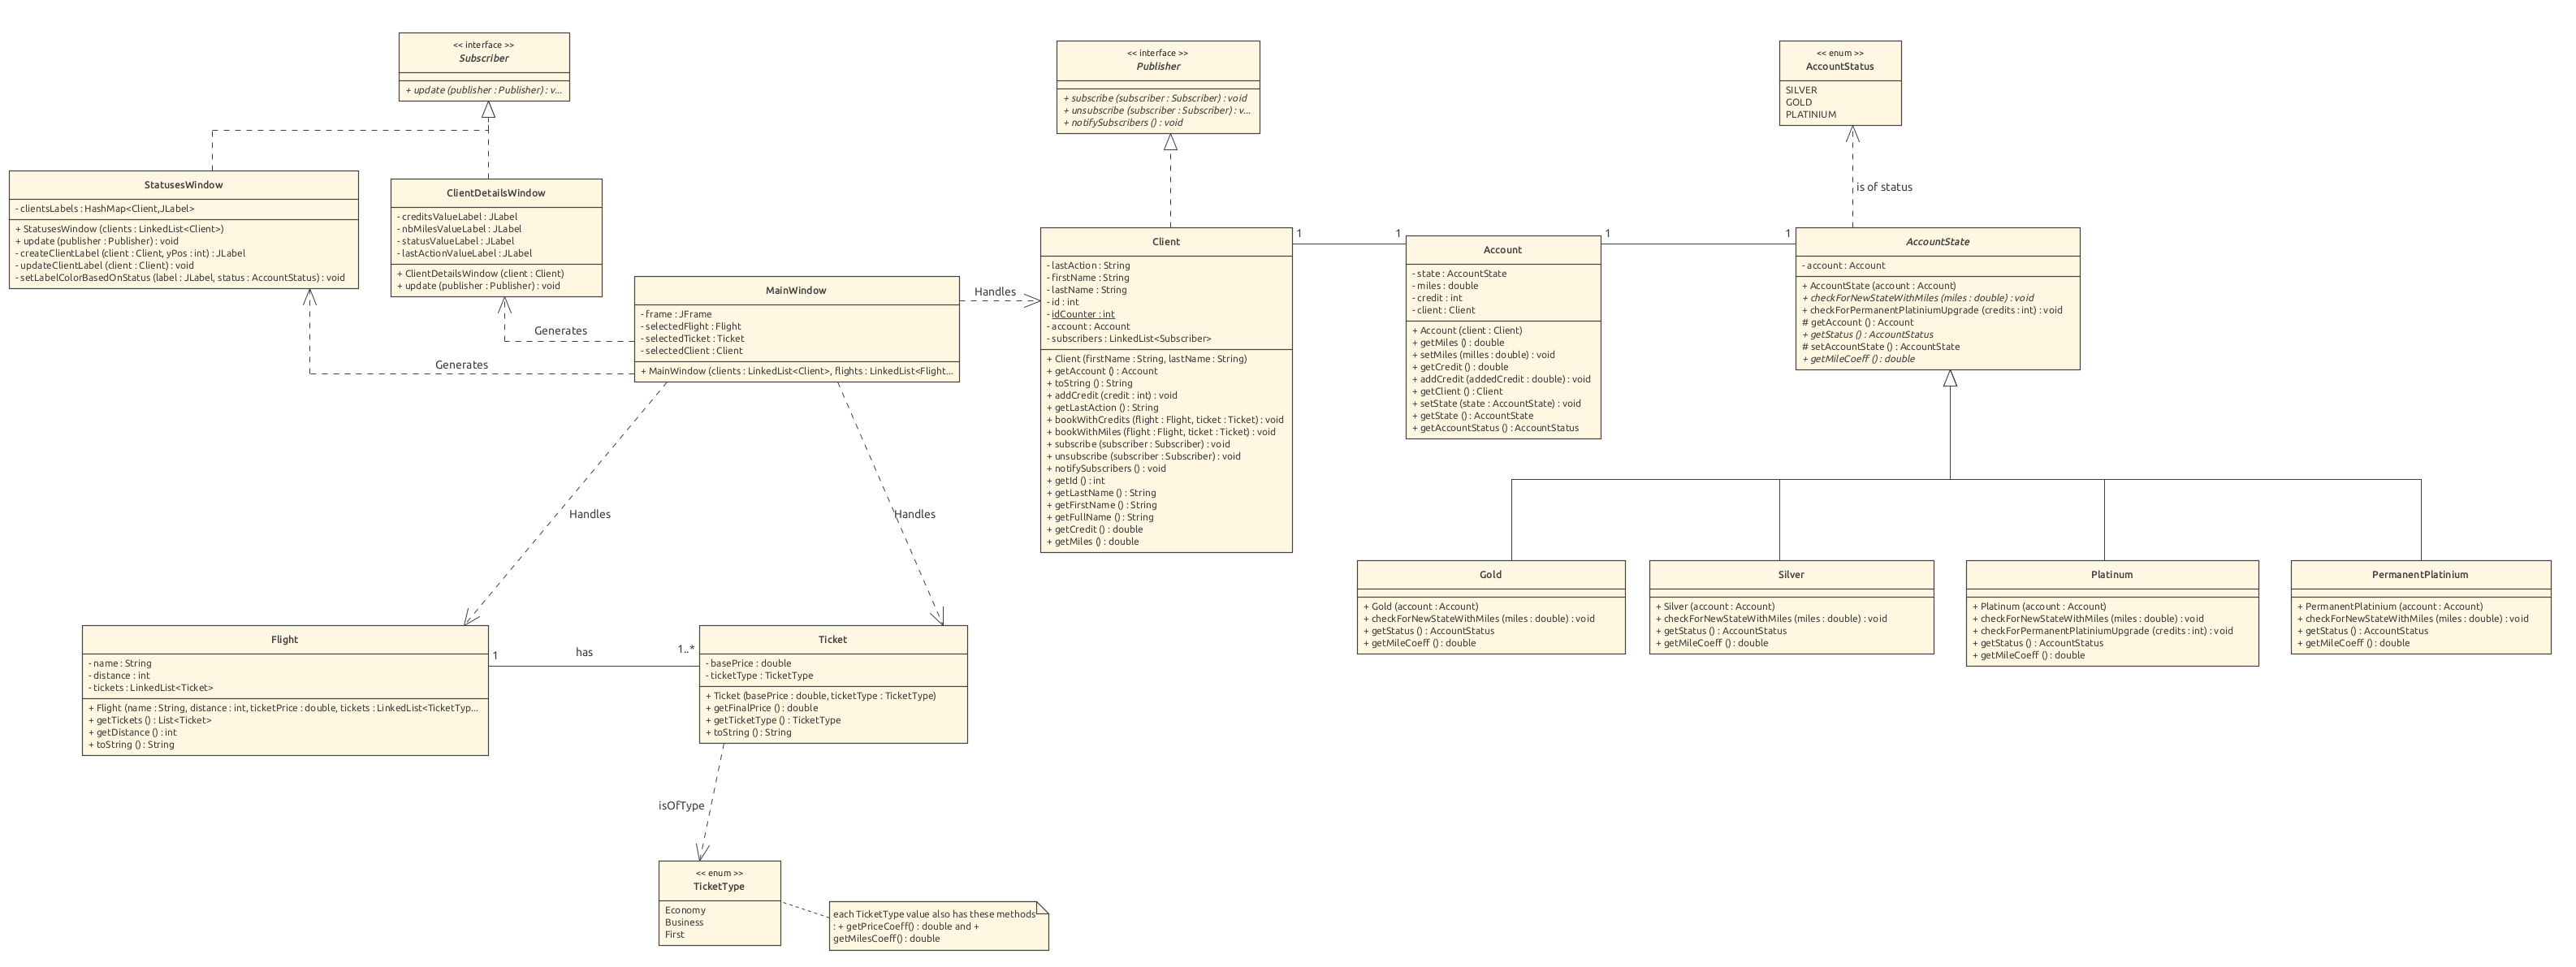 << interface >>
Subscriber
+ update (publisher : Publisher) : v...
<< interface >>
Publisher
+ subscribe (subscriber : Subscriber) : void
+ unsubscribe (subscriber : Subscriber) : v...
+ notifySubscribers () : void
<< enum >>
AccountStatus
SILVER
GOLD
PLATINIUM
is of status
StatusesWindow
- clientsLabels : HashMap<Client,JLabel>
+ StatusesWindow (clients : LinkedList<Client>)
+ update (publisher : Publisher) : void
- createClientLabel (client : Client, yPos : int) : JLabel
- updateClientLabel (client : Client) : void
- setLabelColorBasedOnStatus (label : JLabel, status : AccountStatus) : void
ClientDetailsWindow
- creditsValueLabel : JLabel
- nbMilesValueLabel : JLabel
- statusValueLabel : JLabel
- lastActionValueLabel : JLabel
+ ClientDetailsWindow (client : Client)
+ update (publisher : Publisher) : void
Generates
Generates
MainWindow
- frame : JFrame
- selectedFlight : Flight
- selectedTicket : Ticket
- selectedClient : Client
+ MainWindow (clients : LinkedList<Client>, flights : LinkedList<Flight...
Handles
Client
- lastAction : String
- firstName : String
- lastName : String
- id : int
- idCounter : int
- account : Account
- subscribers : LinkedList<Subscriber>
+ Client (firstName : String, lastName : String)
+ getAccount () : Account
+ toString () : String
+ addCredit (credit : int) : void
+ getLastAction () : String
+ bookWithCredits (flight : Flight, ticket : Ticket) : void
+ bookWithMiles (flight : Flight, ticket : Ticket) : void
+ subscribe (subscriber : Subscriber) : void
+ unsubscribe (subscriber : Subscriber) : void
+ notifySubscribers () : void
+ getId () : int
+ getLastName () : String
+ getFirstName () : String
+ getFullName () : String
+ getCredit () : double
+ getMiles () : double
1
1
Account
- state : AccountState
- miles : double
- credit : int
- client : Client
+ Account (client : Client)
+ getMiles () : double
+ setMiles (milles : double) : void
+ getCredit () : double
+ addCredit (addedCredit : double) : void
+ getClient () : Client
+ setState (state : AccountState) : void
+ getState () : AccountState
+ getAccountStatus () : AccountStatus
1
1
AccountState
- account : Account
+ AccountState (account : Account)
+ checkForNewStateWithMiles (miles : double) : void
+ checkForPermanentPlatiniumUpgrade (credits : int) : void
# getAccount () : Account
+ getStatus () : AccountStatus
# setAccountState () : AccountState
+ getMileCoeff () : double
Handles
Handles
Gold
+ Gold (account : Account)
+ checkForNewStateWithMiles (miles : double) : void
+ getStatus () : AccountStatus
+ getMileCoeff () : double
Silver
+ Silver (account : Account)
+ checkForNewStateWithMiles (miles : double) : void
+ getStatus () : AccountStatus
+ getMileCoeff () : double
Platinum
+ Platinum (account : Account)
+ checkForNewStateWithMiles (miles : double) : void
+ checkForPermanentPlatiniumUpgrade (credits : int) : void
+ getStatus () : AccountStatus
+ getMileCoeff () : double
PermanentPlatinium
+ PermanentPlatinium (account : Account)
+ checkForNewStateWithMiles (miles : double) : void
+ getStatus () : AccountStatus
+ getMileCoeff () : double
Flight
- name : String
- distance : int
- tickets : LinkedList<Ticket>
+ Flight (name : String, distance : int, ticketPrice : double, tickets : LinkedList<TicketTyp...
+ getTickets () : List<Ticket>
+ getDistance () : int
+ toString () : String
1
has
1..*
Ticket
- basePrice : double
- ticketType : TicketType
+ Ticket (basePrice : double, ticketType : TicketType)
+ getFinalPrice () : double
+ getTicketType () : TicketType
+ toString () : String
isOfType
<< enum >>
TicketType
Economy
Business
First
each TicketType value also has these methods
: + getPriceCoeff() : double and +
getMilesCoeff() : double